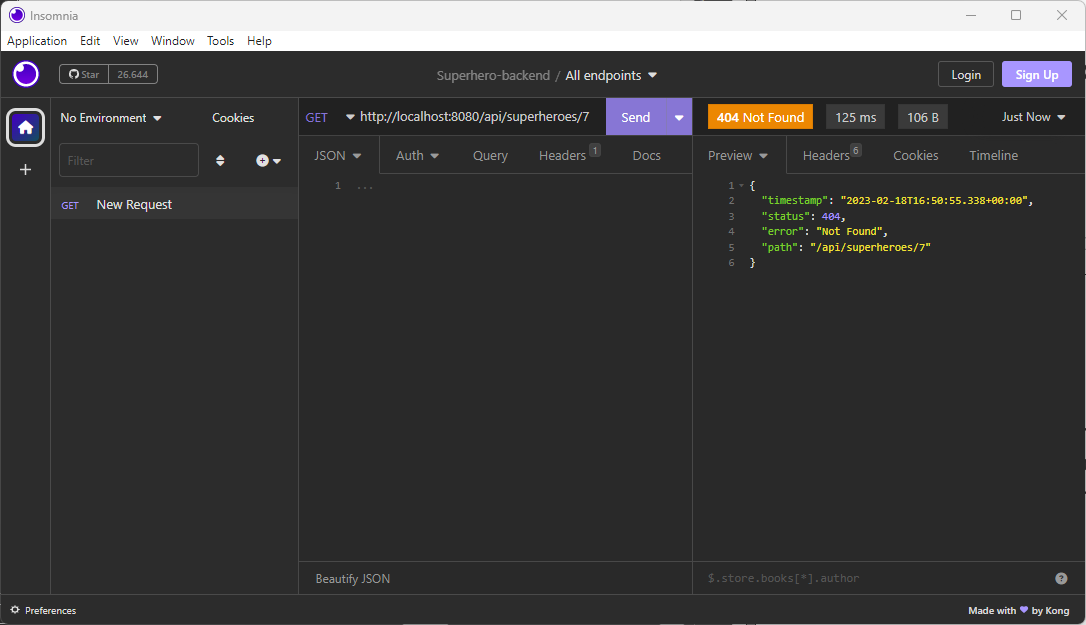 Insomnia
Application Edit View Window Tools Help
Star 26.644
Superhero-backend / All endpoints
Login Sign Up
No Environment Cookies
Filter
GET New Request
GET http://localhost:8080/api/superheroes/7 Send
JSON Auth Query Headers 1 Docs
1 ...
Beautify JSON
404 Not Found 125 ms 106 B Just Now
Preview Headers 6 Cookies Timeline
1 {
2 "timestamp": "2023-02-18T16:50:55.338+00:00",
3 "status": 404,
4 "error": "Not Found",
5 "path": "/api/superheroes/7"
6 }
$.store.books[*].author ?
Preferences
Made with ♥ by Kong